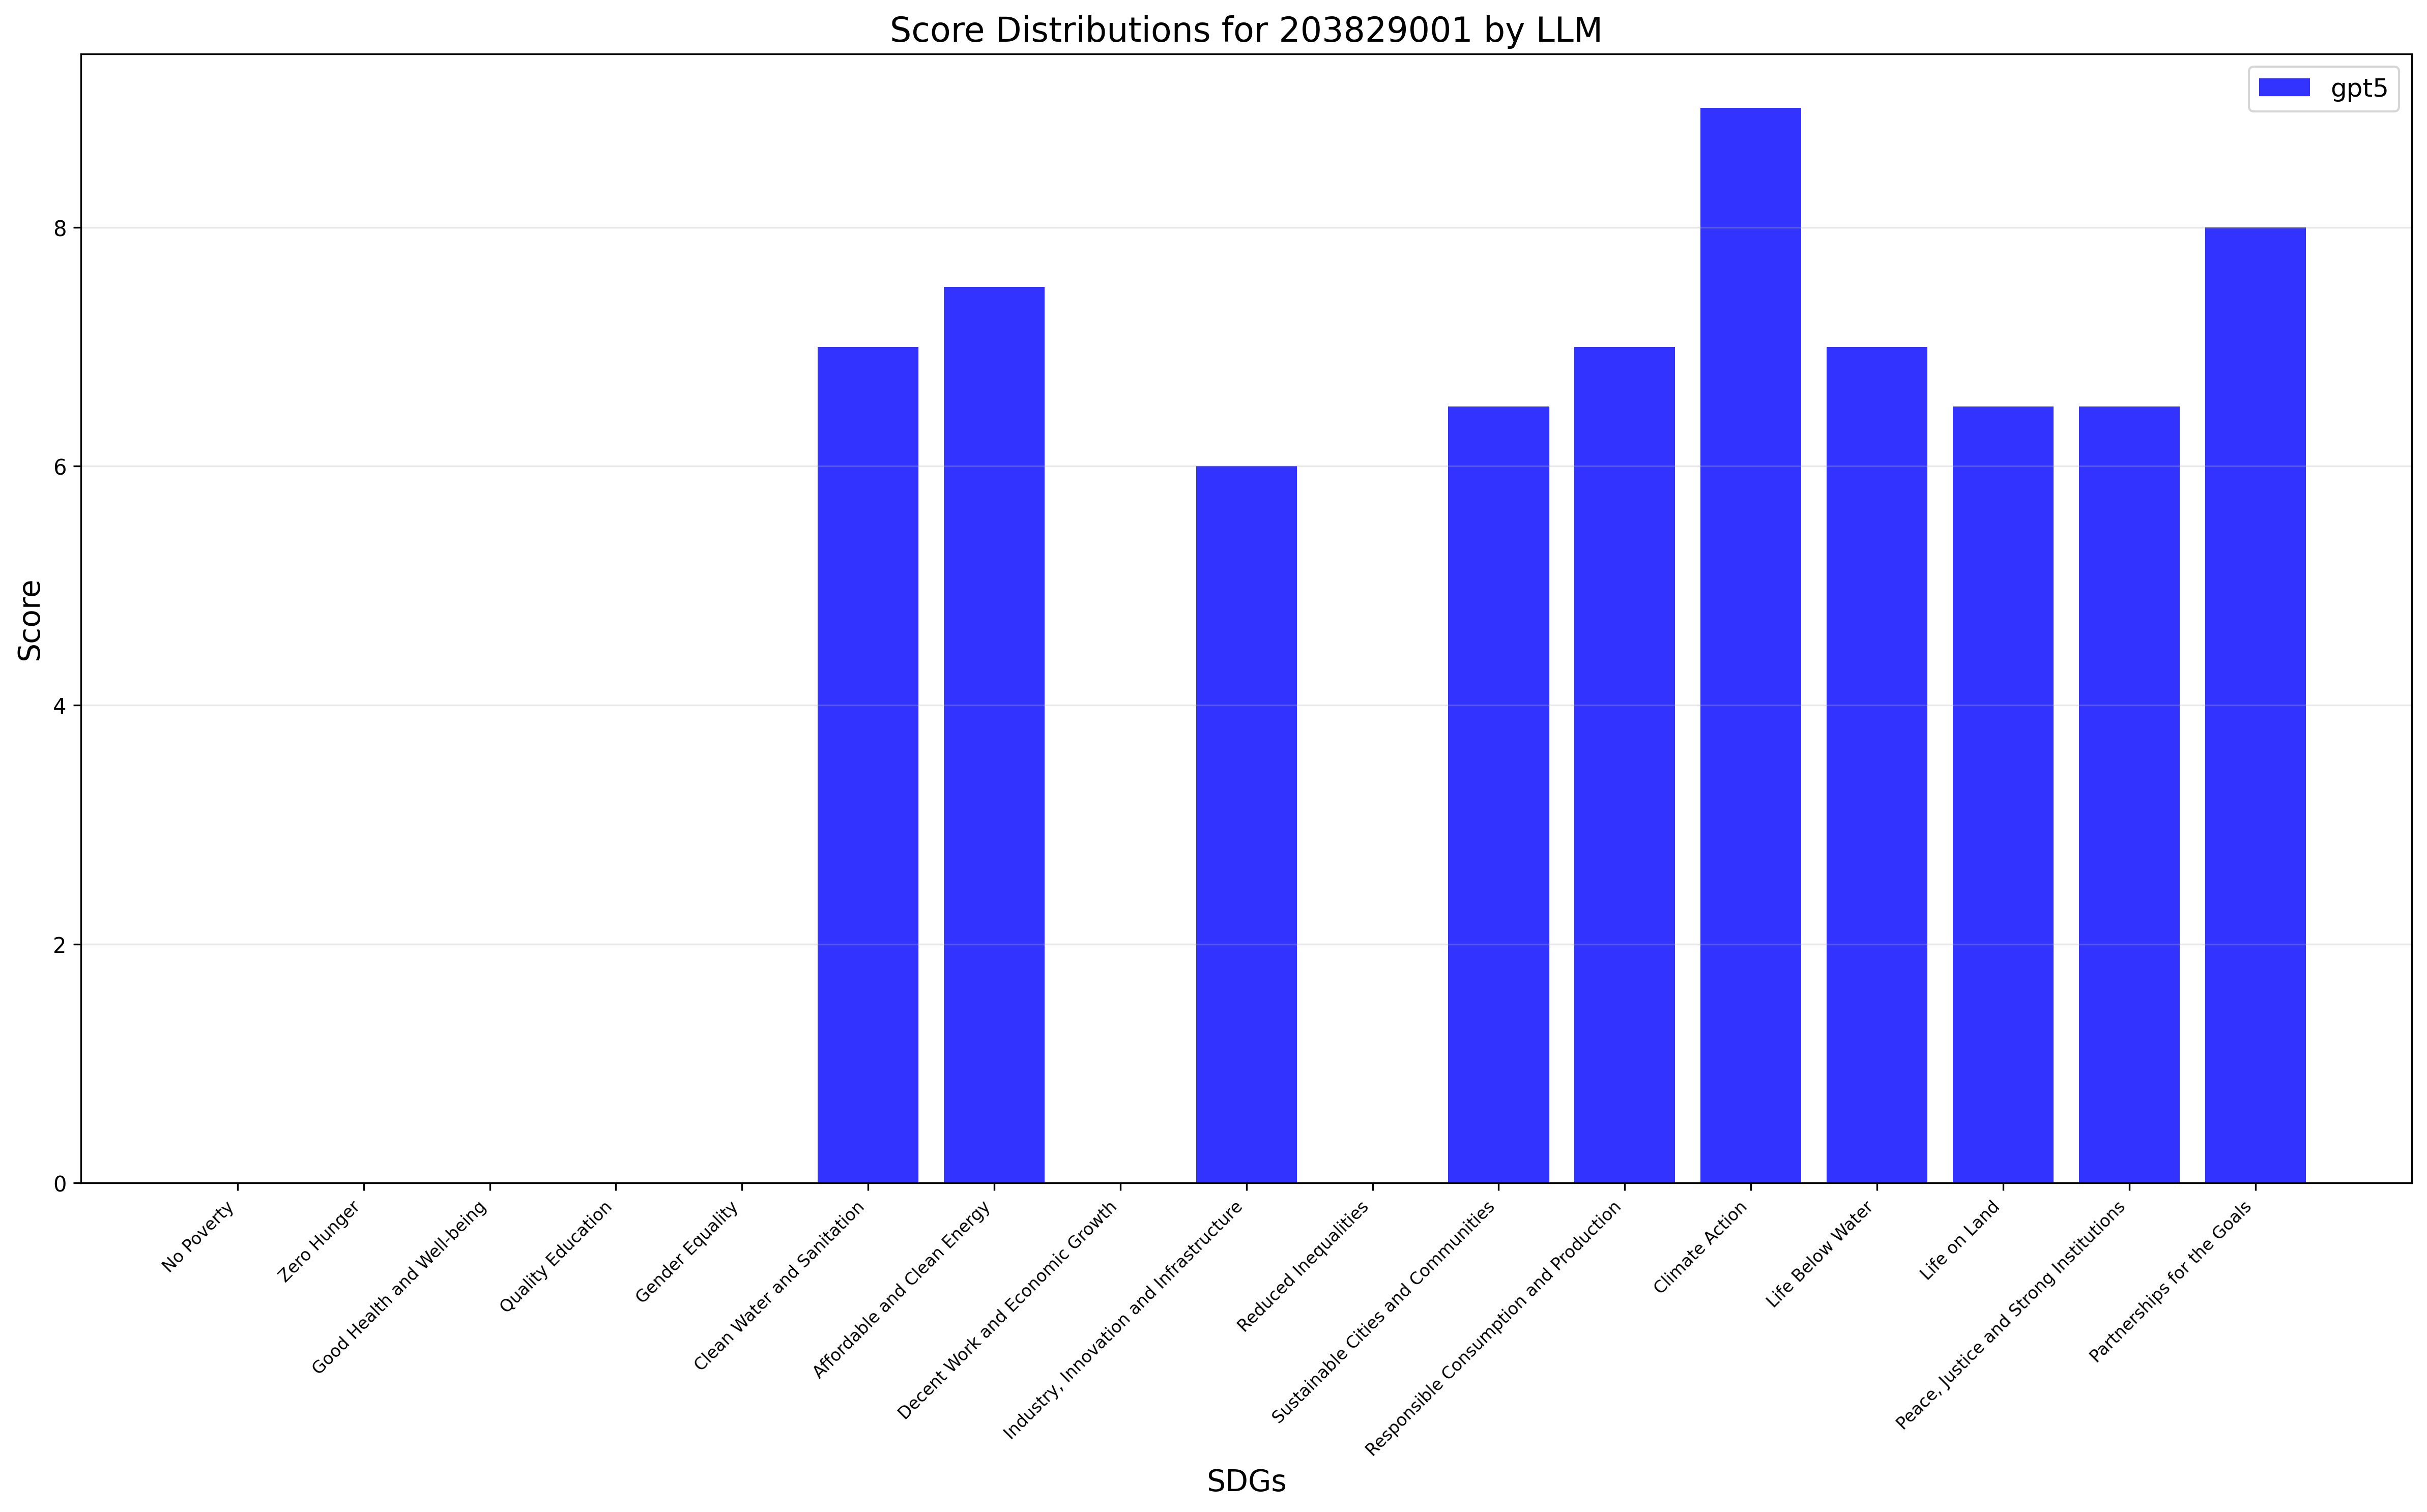 Score Distributions for 203829001 by LLM
gpt5
Score
8
6
4
2
0
No Poverty
Zero Hunger
Good Health and Well-being
Quality Education
Gender Equality
Clean Water and Sanitation
Affordable and Clean Energy
Decent Work and Economic Growth
Industry, Innovation and Infrastructure
Reduced Inequalities
Sustainable Cities and Communities
Responsible Consumption and Production
Climate Action
Life Below Water
Life on Land
Peace, Justice and Strong Institutions
Partnerships for the Goals
SDGs